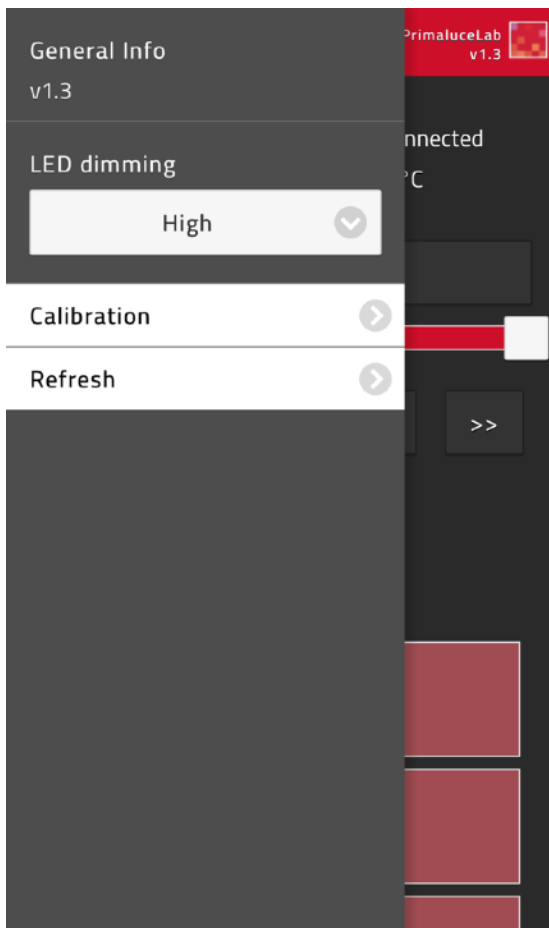 General Info
v1.3
LED dimming
High
Calibration
Refresh
PrimaluceLab
v1.3
nnected
°C
>>